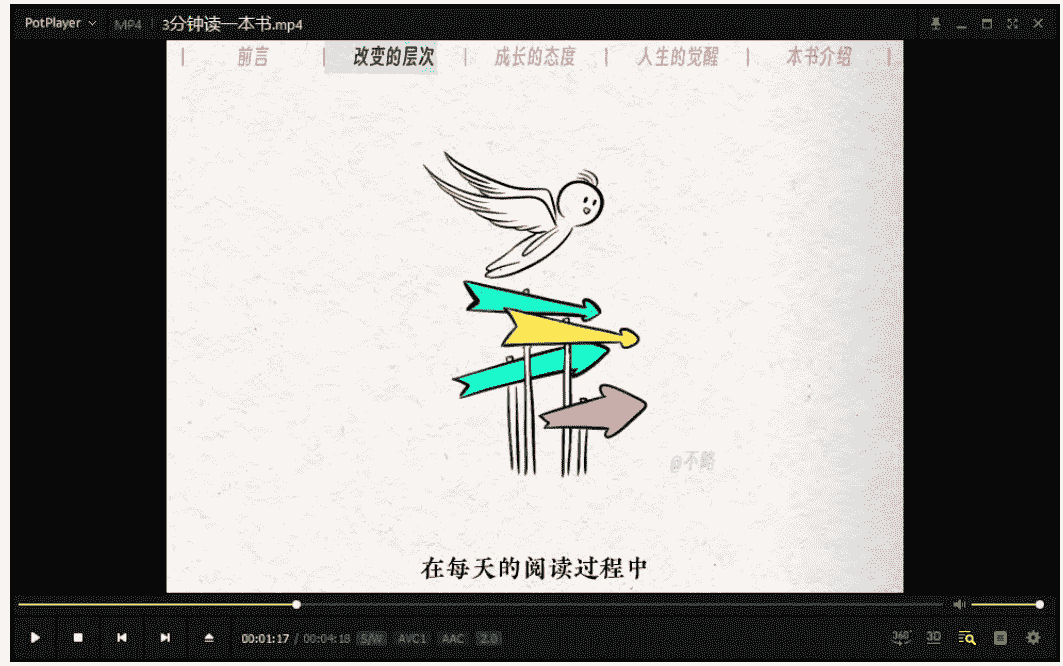 PotPlayer MP4 3分钟读一本书.mp4
前言 改变的层次 成长的态度 人生的觉醒 本书介绍
@不略
在每天的阅读过程中
00:01:17 / 00:04:18 S/W AVC1 AAC 2.0 360° 3D